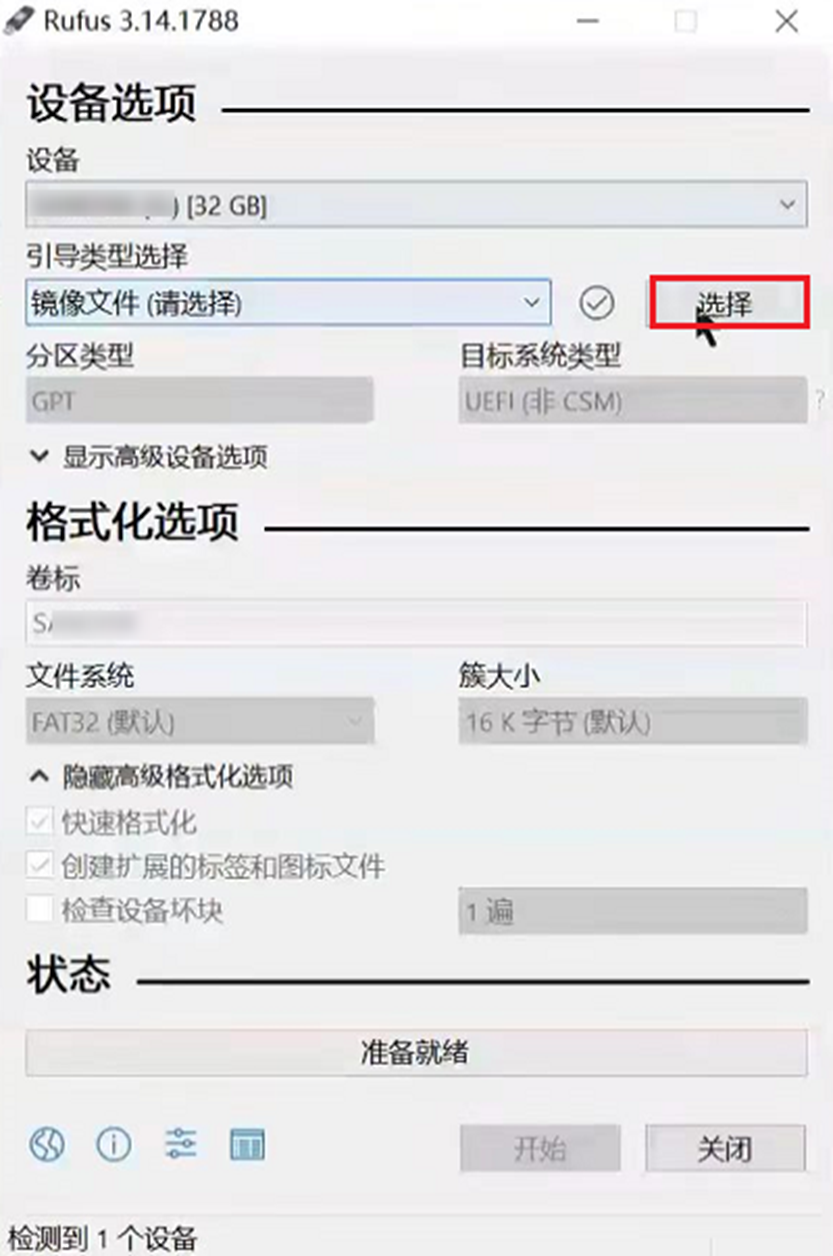 Rufus 3.14.1788
设备选项
设备
) [32 GB]
引导类型选择
镜像文件 (请选择)
选择
分区类型
目标系统类型
GPT
UEFI (非 CSM)
?
显示高级设备选项
格式化选项
卷标
文件系统
簇大小
FAT32 (默认)
16 K 字节 (默认)
隐藏高级格式化选项
快速格式化
创建扩展的标签和图标文件
检查设备坏块
1 遍
状态
准备就绪
开始
关闭
检测到 1 个设备